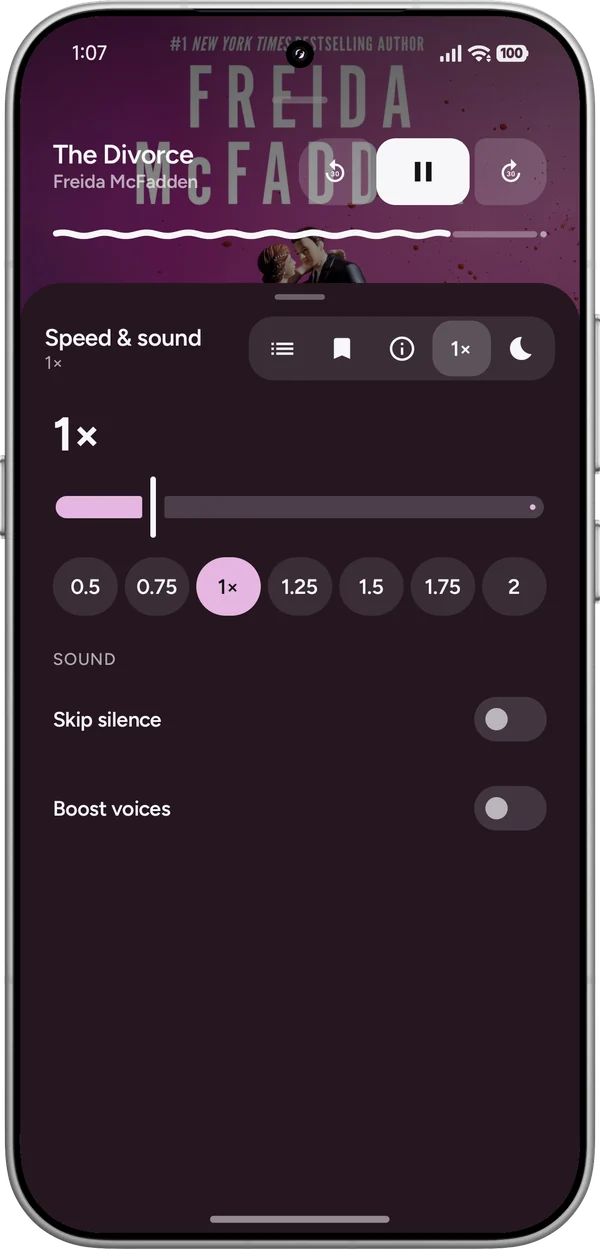 1:07
100
#1 NEW YORK TIMES BESTSELLING AUTHOR
FREIDA
McFADD
The Divorce
Freida McFadden
30
30
Speed & sound
1×
1×
1×
0.5
0.75
1×
1.25
1.5
1.75
2
SOUND
Skip silence
Boost voices